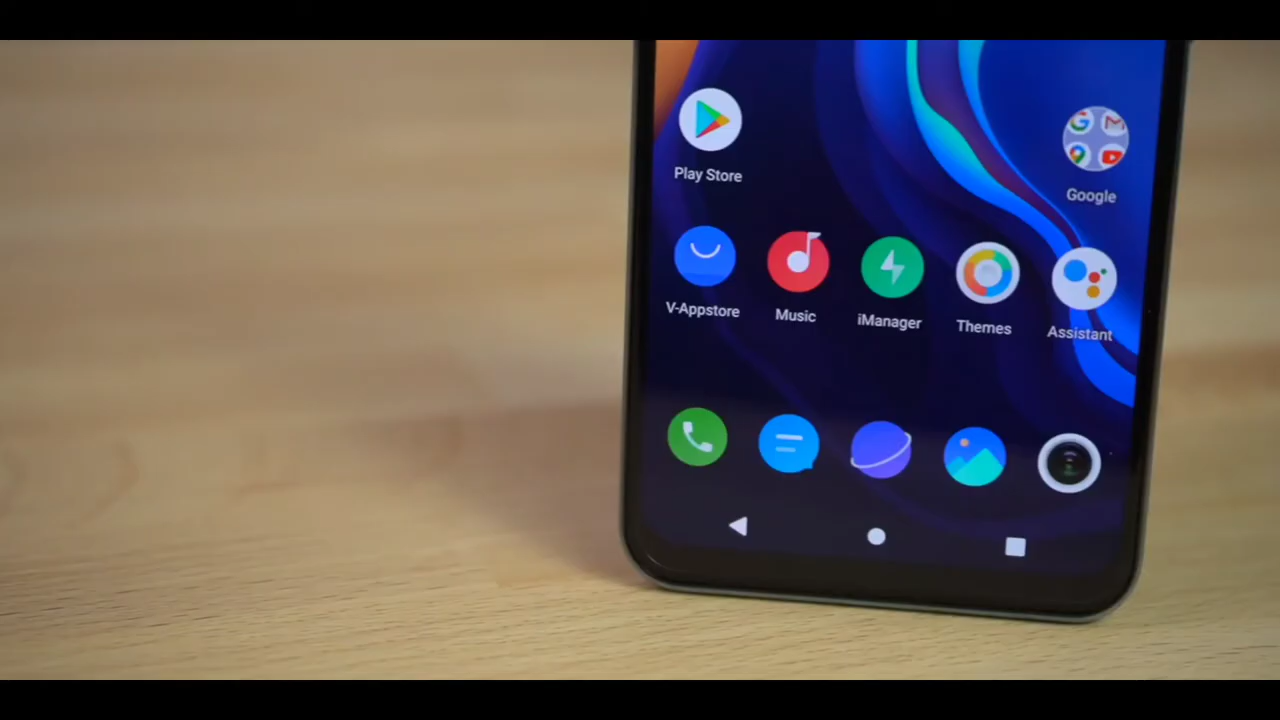 Play Store
Google
V-Appstore
Music
iManager
Themes
Assistant